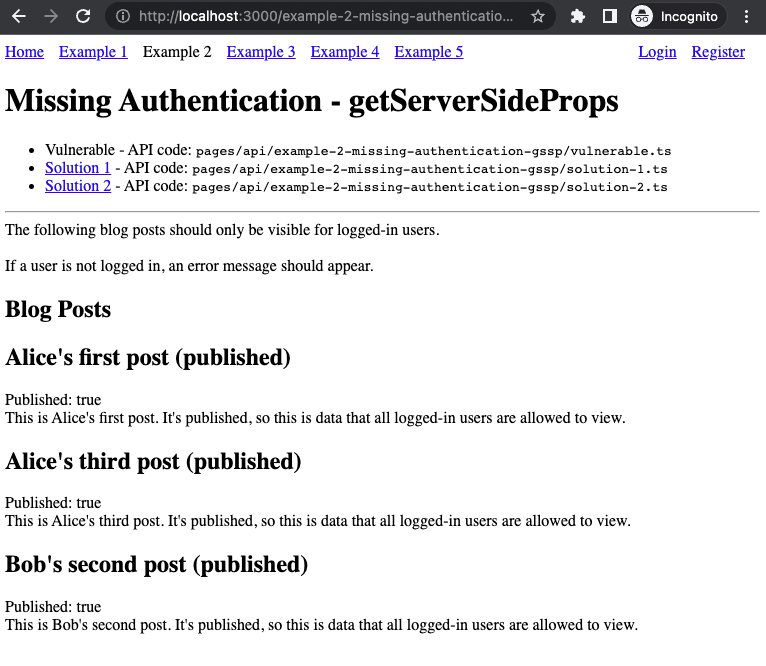 http://localhost:3000/example-2-missing-authenticatio...
Incognito
Home Example 1 Example 2 Example 3 Example 4 Example 5 Login Register
Missing Authentication - getServerSideProps
• Vulnerable - API code: pages/api/example-2-missing-authentication-gssp/vulnerable.ts
• Solution 1 - API code: pages/api/example-2-missing-authentication-gssp/solution-1.ts
• Solution 2 - API code: pages/api/example-2-missing-authentication-gssp/solution-2.ts
The following blog posts should only be visible for logged-in users.
If a user is not logged in, an error message should appear.
Blog Posts
Alice's first post (published)
Published: true
This is Alice's first post. It's published, so this is data that all logged-in users are allowed to view.
Alice's third post (published)
Published: true
This is Alice's third post. It's published, so this is data that all logged-in users are allowed to view.
Bob's second post (published)
Published: true
This is Bob's second post. It's published, so this is data that all logged-in users are allowed to view.